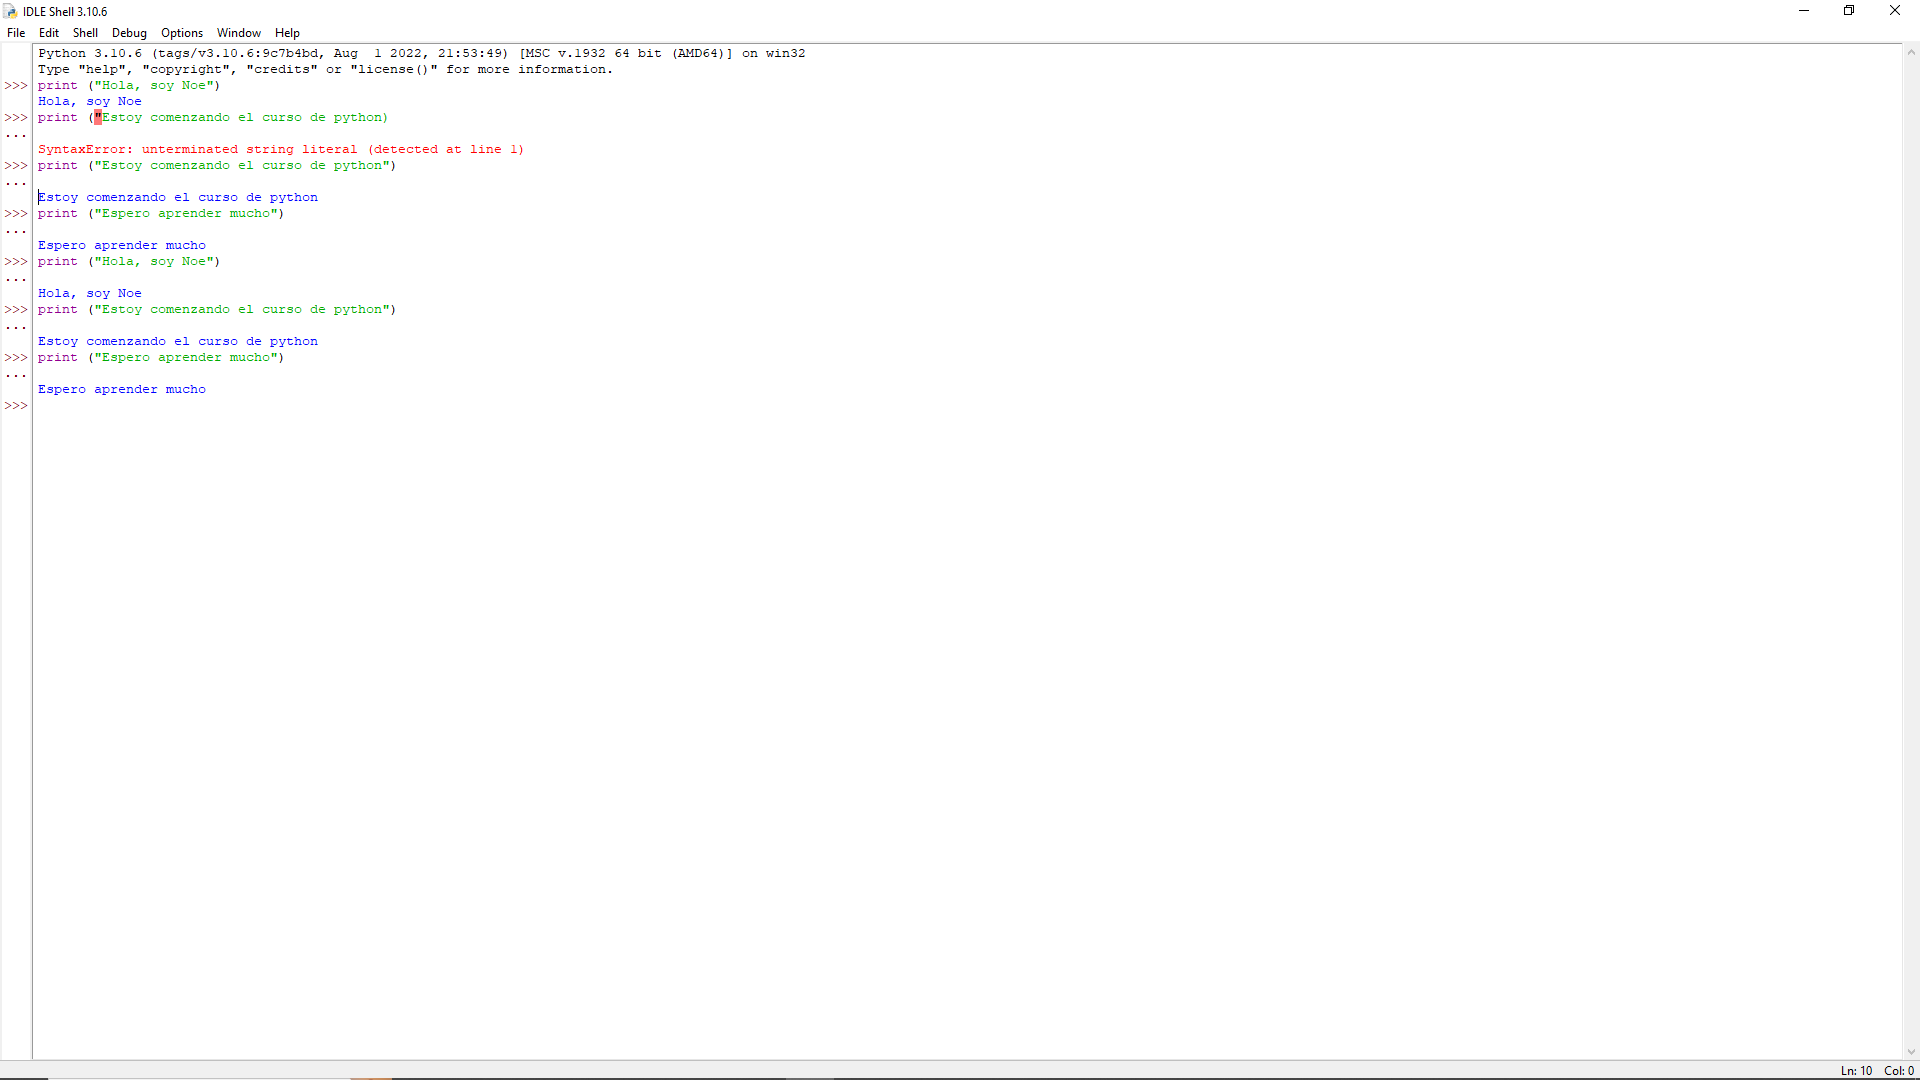 IDLE Shell 3.10.6
File Edit Shell Debug Options Window Help
Python 3.10.6 (tags/v3.10.6:9c7b4bd, Aug  1 2022, 21:53:49) [MSC v.1932 64 bit (AMD64)] on win32
Type "help", "copyright", "credits" or "license()" for more information.
>>> print ("Hola, soy Noe")
Hola, soy Noe
>>> print ("Estoy comenzando el curso de python)
...
SyntaxError: unterminated string literal (detected at line 1)
>>> print ("Estoy comenzando el curso de python")
...
Estoy comenzando el curso de python
>>> print ("Espero aprender mucho")
...
Espero aprender mucho
>>> print ("Hola, soy Noe")
...
Hola, soy Noe
>>> print ("Estoy comenzando el curso de python")
...
Estoy comenzando el curso de python
>>> print ("Espero aprender mucho")
...
Espero aprender mucho
>>>
Ln: 10 Col: 0